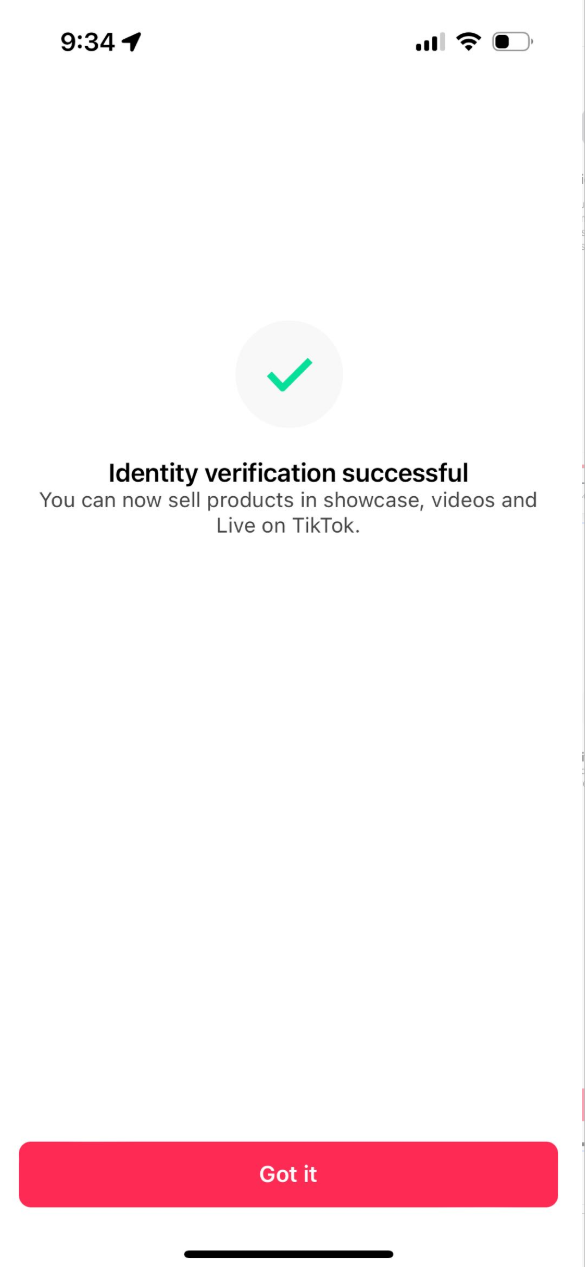 9:34
Identity verification successful
You can now sell products in showcase, videos and
Live on TikTok.
Got it